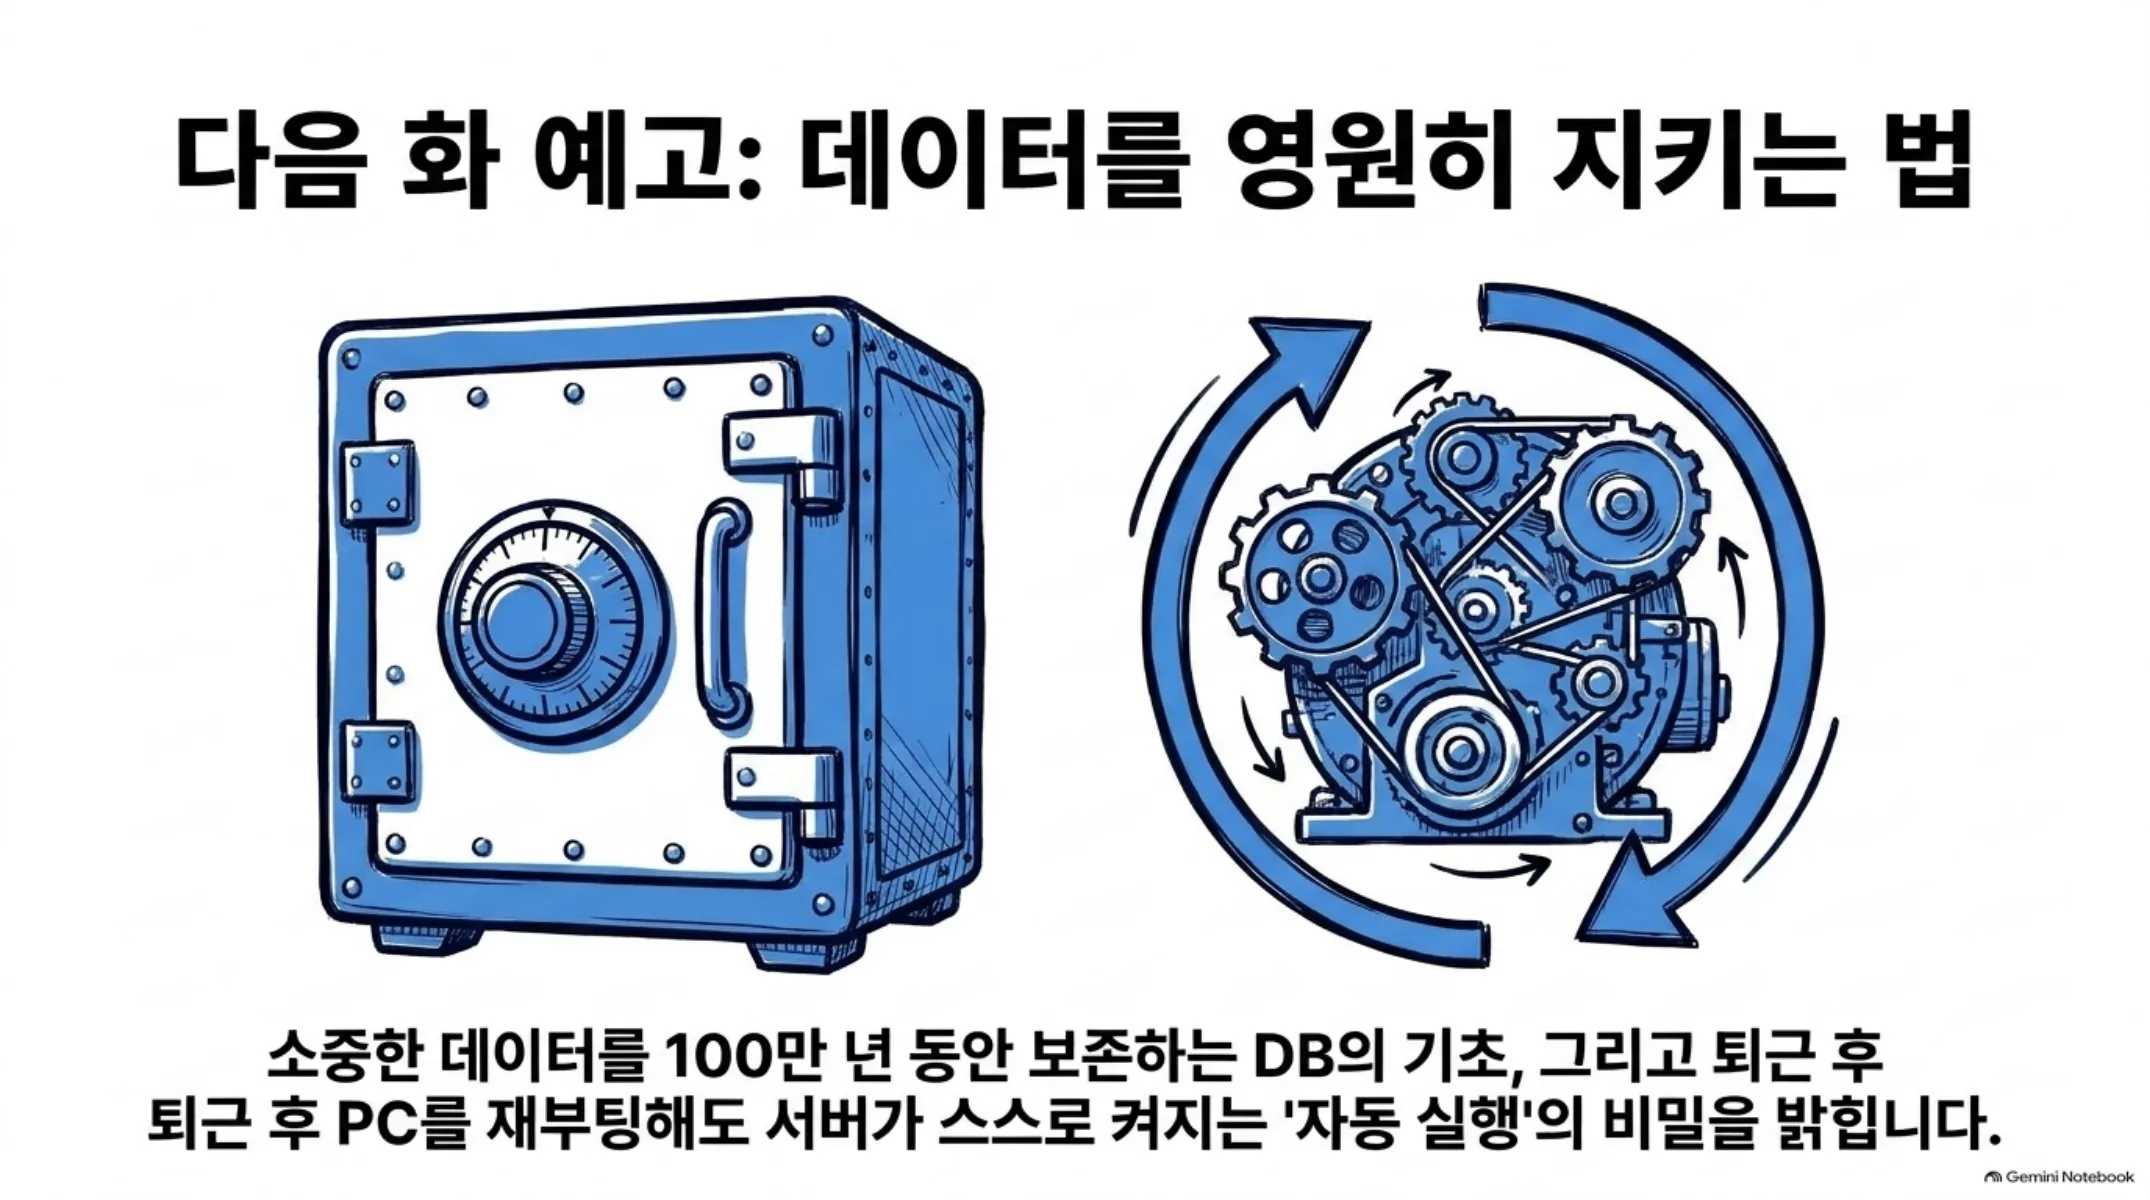 다음 화 예고: 데이터를 영원히 지키는 법
소중한 데이터를 100만 년 동안 보존하는 DB의 기초, 그리고 퇴근 후
퇴근 후 PC를 재부팅해도 서버가 스스로 켜지는 '자동 실행'의 비밀을 밝힙니다.
Gemini Notebook